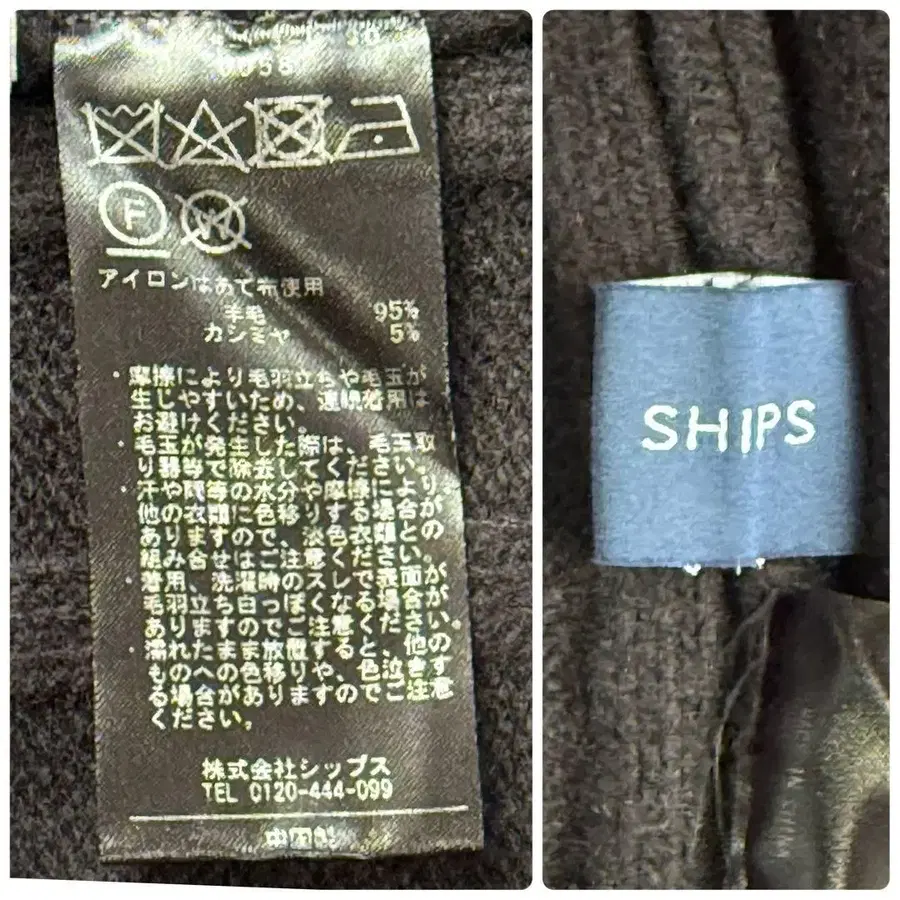 F
W
アイロンはあて布使用
羊毛 95%
カシミヤ 5%
・摩擦により毛羽立ちや毛玉が
生じやすいため、連続着用は
お避けください。
・毛玉が発生した際は、毛玉取
り器等で除去してください。
・汗や雨等の水分や摩擦により
他の衣類に色移りする場合が
ありますので、淡色衣類との
組み合せはご注意ください。
・着用、洗濯時のスレで表面が
毛羽立ち白っぽくなる場合が
ありますのでご注意ください。
・濡れたまま放置すると、他の
ものへの色移りや、色泣きす
る場合がありますのでご注意
ください。
株式会社シップス
TEL 0120-444-099
中国製
SHIPS